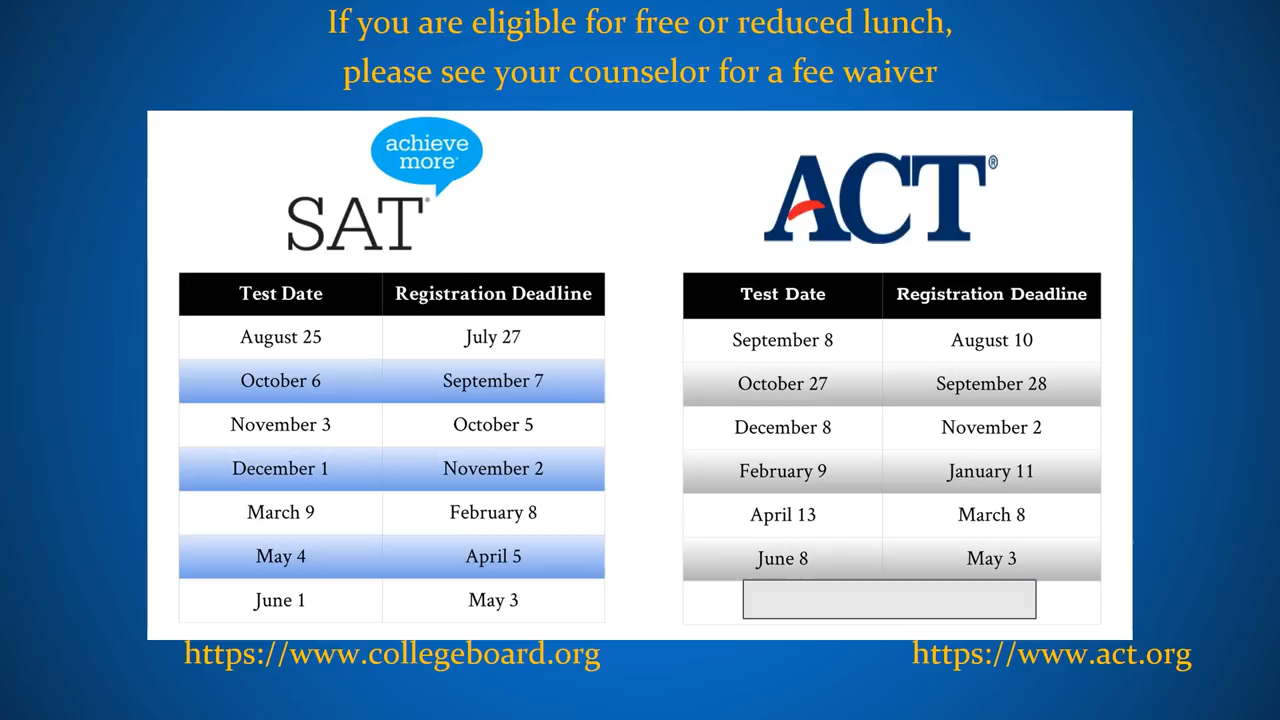 If you are eligible for free or reduced lunch,
please see your counselor for a fee waiver
achieve
more
SAT®
ACT®
Test Date Registration Deadline
August 25 July 27
October 6 September 7
November 3 October 5
December 1 November 2
March 9 February 8
May 4 April 5
June 1 May 3
Test Date Registration Deadline
September 8 August 10
October 27 September 28
December 8 November 2
February 9 January 11
April 13 March 8
June 8 May 3
https://www.collegeboard.org
https://www.act.org